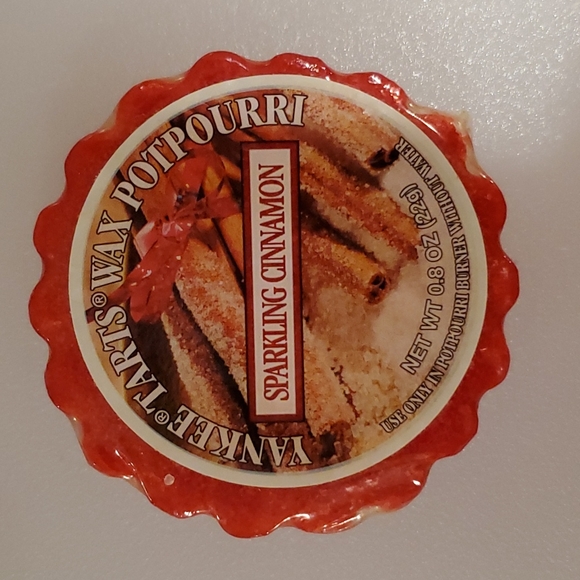 YANKEE® TARTS® WAX POTPOURRI
SPARKLING CINNAMON
NET WT 0.8 OZ (22g)
USE ONLY IN POTPOURRI BURNER WITHOUT WATER